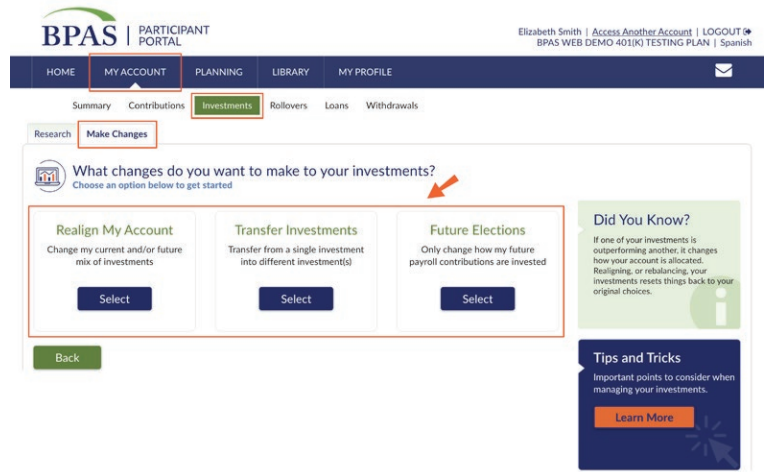 BPAS PARTICIPANT PORTAL
Elizabeth Smith | Access Another Account | LOGOUT
BPAS WEB DEMO 401(K) TESTING PLAN | Spanish
HOME MY ACCOUNT PLANNING LIBRARY MY PROFILE
Summary Contributions Investments Rollovers Loans Withdrawals
Research Make Changes
What changes do you want to make to your investments?
Choose an option below to get started
Realign My Account
Change my current and/or future
mix of investments
Select
Transfer Investments
Transfer from a single investment
into different investment(s)
Select
Future Elections
Only change how my future
payroll contributions are invested
Select
Back
Did You Know?
If one of your investments is
outperforming another, it changes
how your account is allocated.
Realigning, or rebalancing, your
investments resets things back to your
original choices.
Tips and Tricks
Important points to consider when
managing your investments.
Learn More